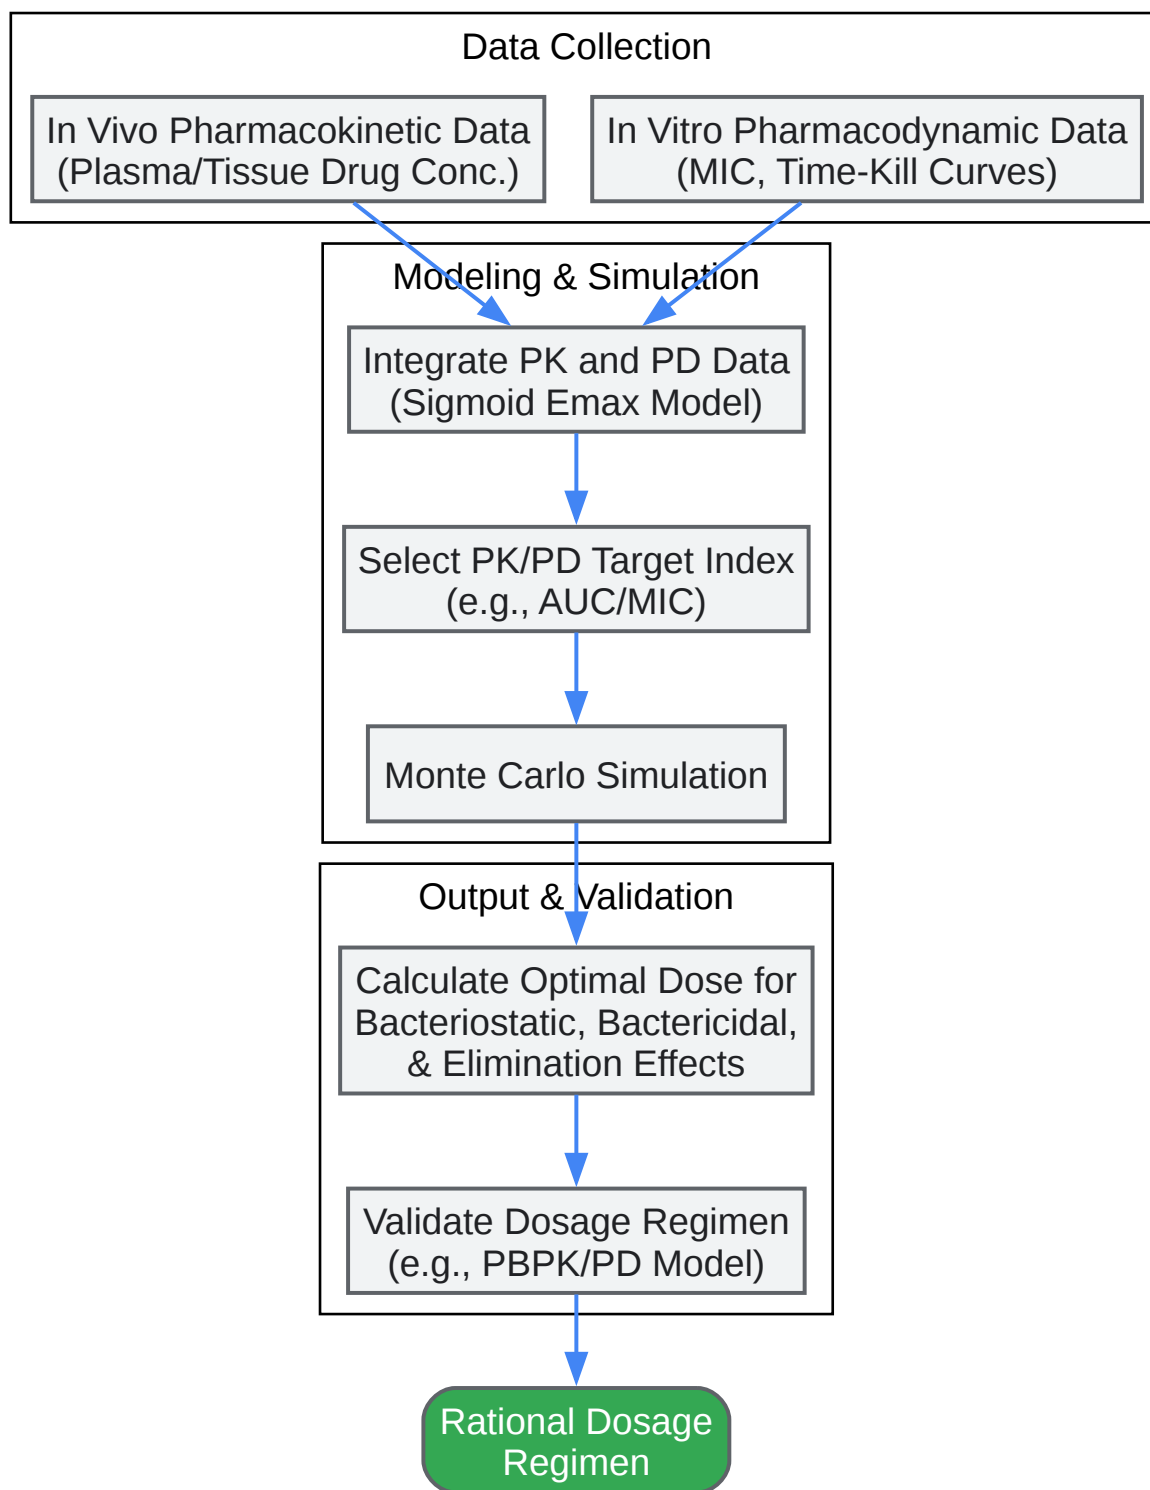 Data Collection
In Vivo Pharmacokinetic Data
(Plasma/Tissue Drug Conc.)
In Vitro Pharmacodynamic Data
(MIC, Time-Kill Curves)
Modeling & Simulation
Integrate PK and PD Data
(Sigmoid Emax Model)
Select PK/PD Target Index
(e.g., AUC/MIC)
Monte Carlo Simulation
Output & Validation
Calculate Optimal Dose for
Bacteriostatic, Bactericidal,
& Elimination Effects
Validate Dosage Regimen
(e.g., PBPK/PD Model)
Rational Dosage
Regimen